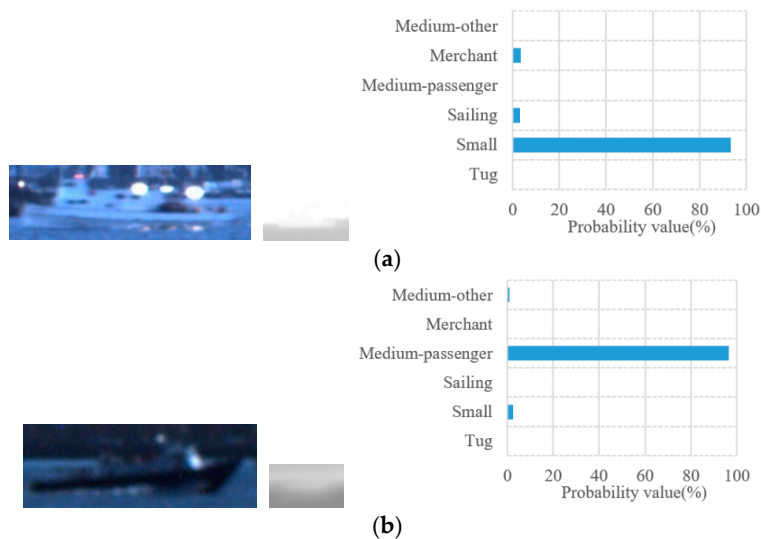 Medium-other
Merchant
Medium-passenger
Sailing
Small
Tug
0 20 40 60 80 100
Probability value(%)
(a)
Medium-other
Merchant
Medium-passenger
Sailing
Small
Tug
0 20 40 60 80 100
Probability value(%)
(b)